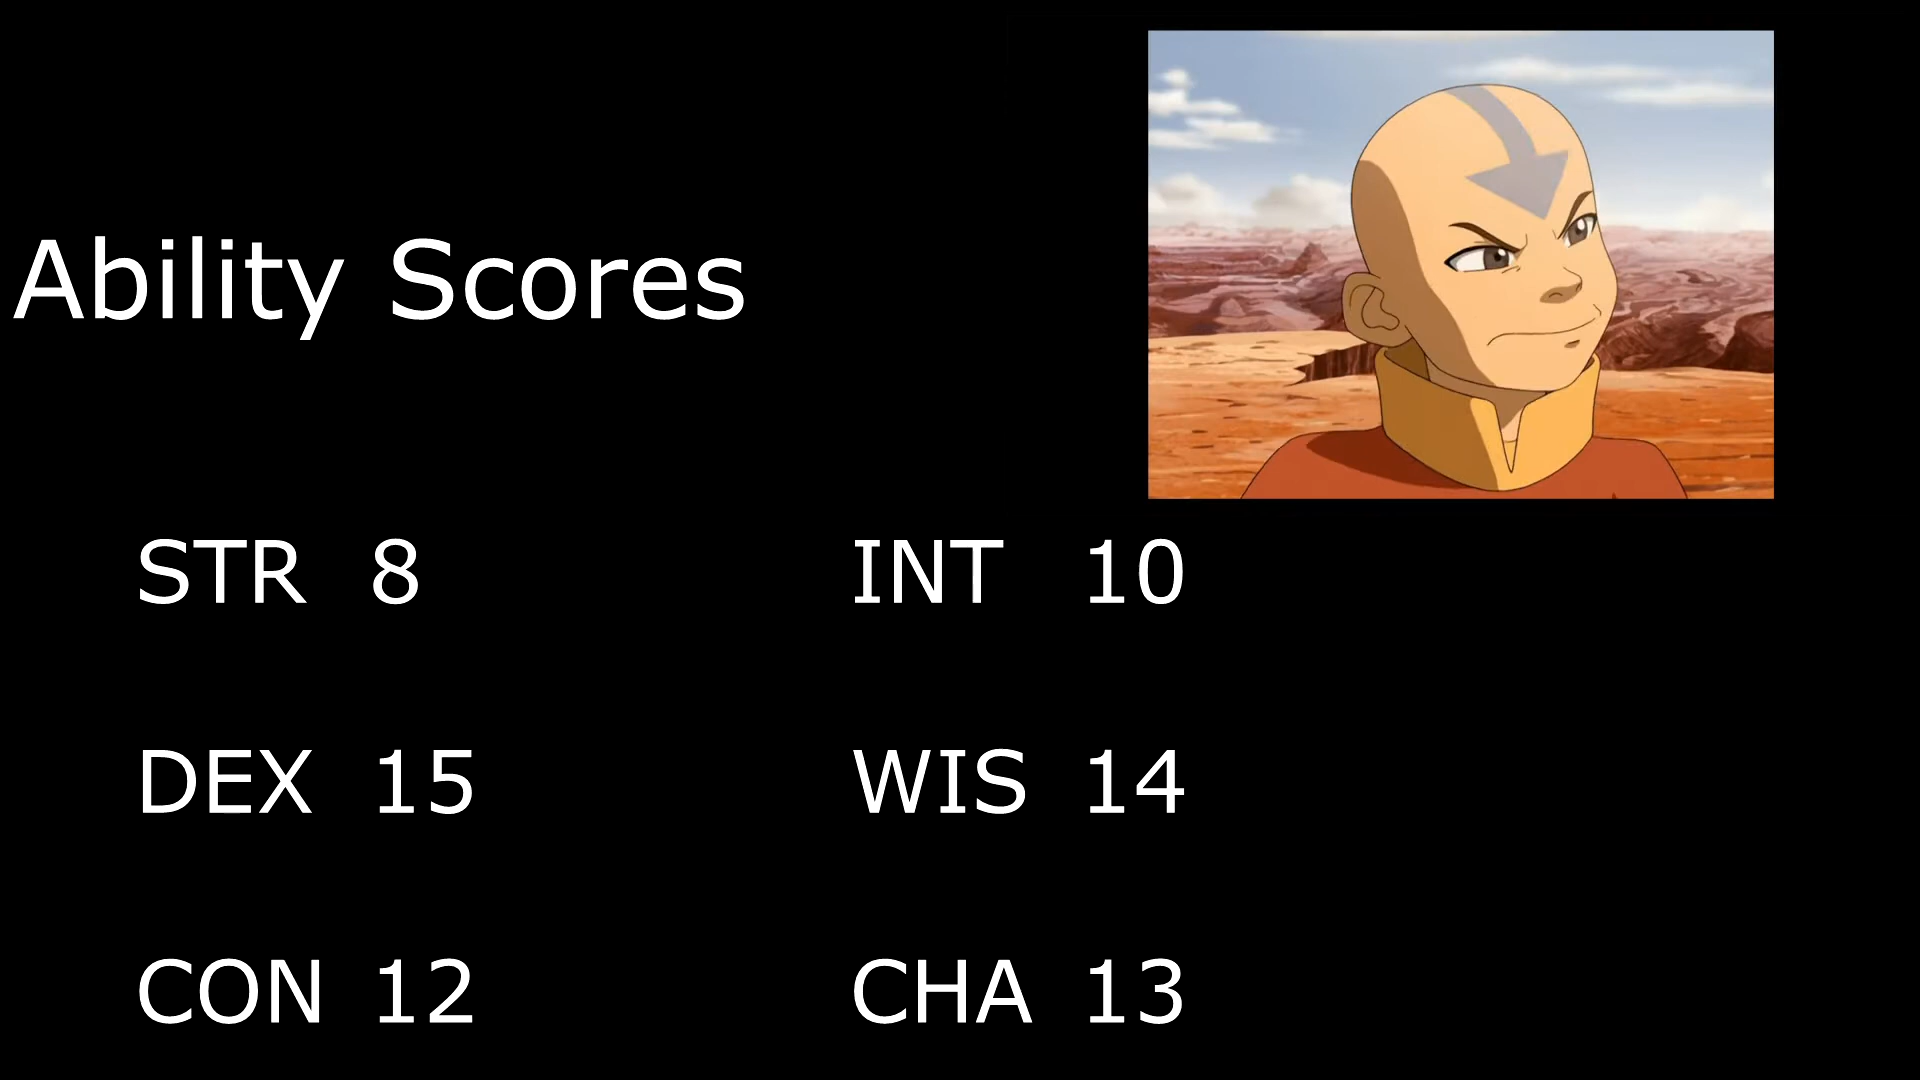 Ability Scores
STR 8 INT 10
DEX 15 WIS 14
CON 12 CHA 13